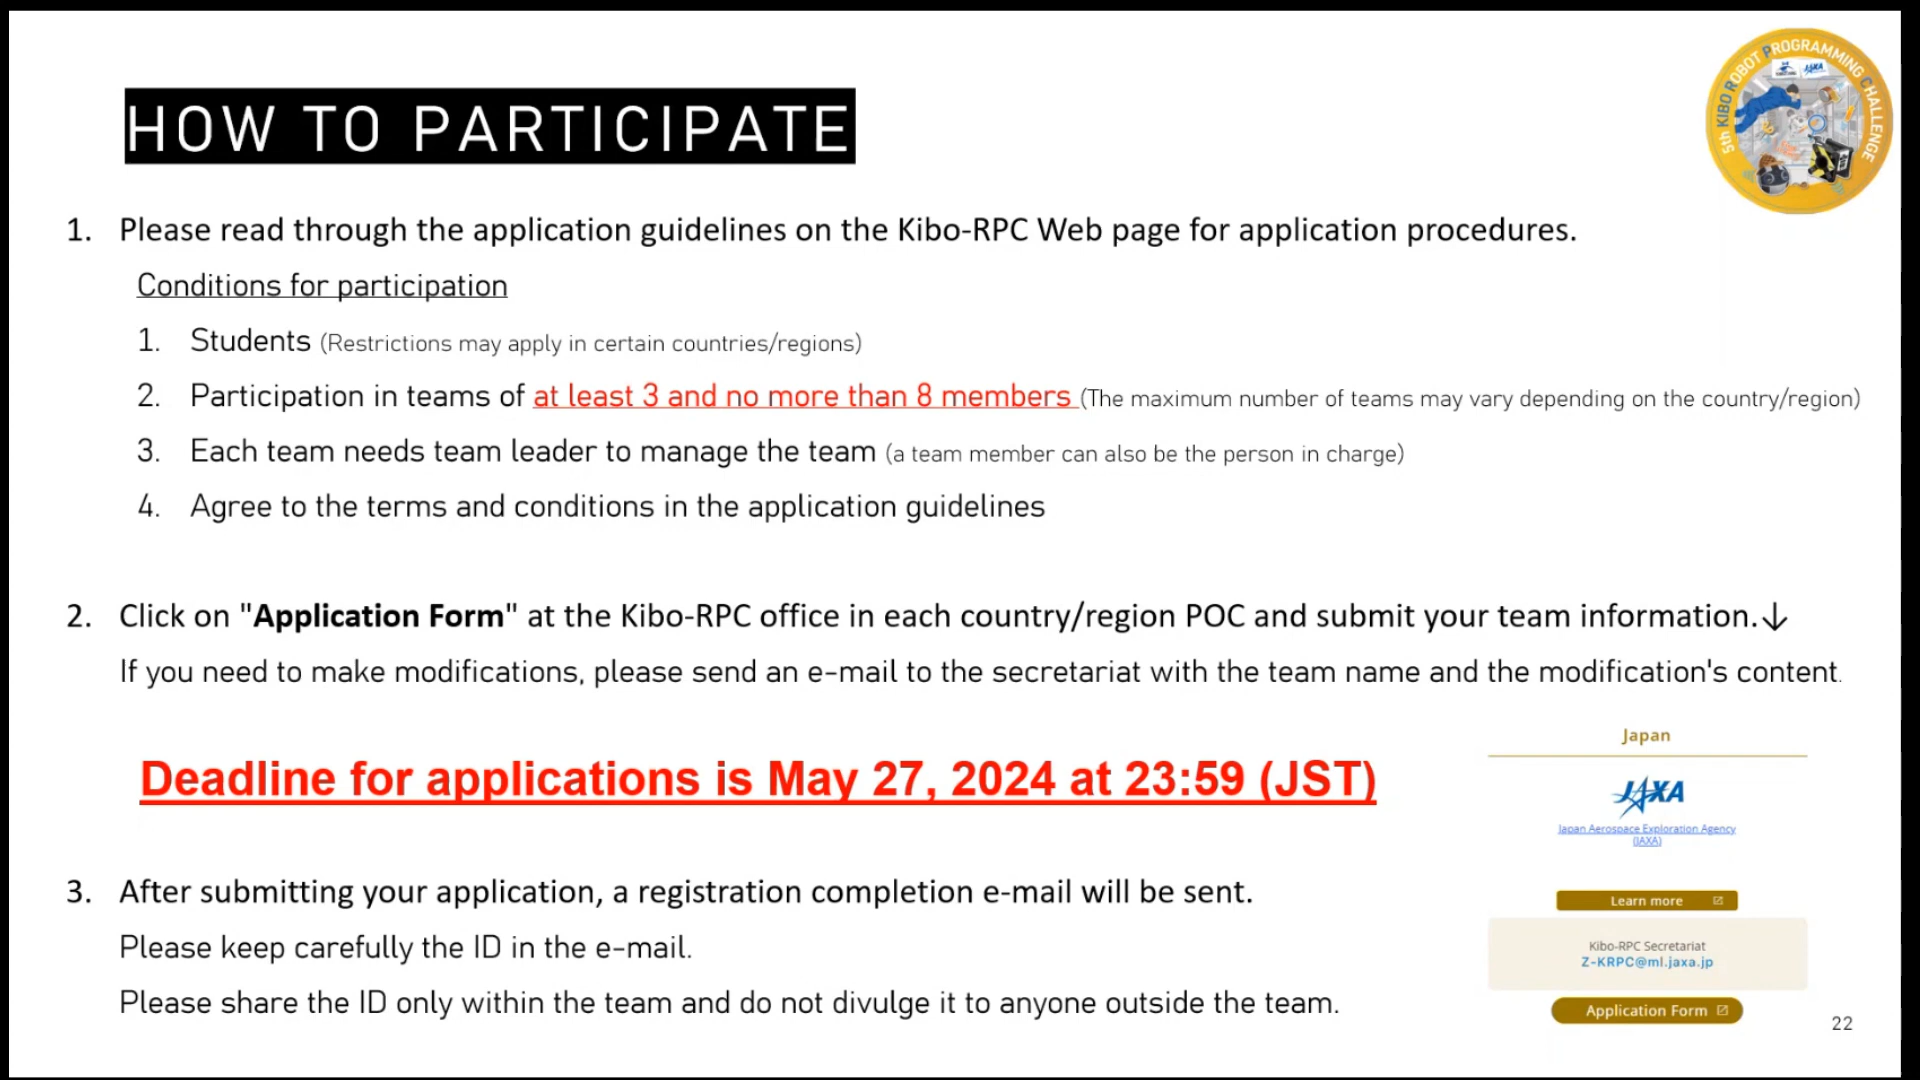 HOW TO PARTICIPATE
5th KIBO ROBOT PROGRAMMING CHALLENGE
JAXA
1. Please read through the application guidelines on the Kibo-RPC Web page for application procedures.
Conditions for participation
1. Students (Restrictions may apply in certain countries/regions)
2. Participation in teams of at least 3 and no more than 8 members (The maximum number of teams may vary depending on the country/region)
3. Each team needs team leader to manage the team (a team member can also be the person in charge)
4. Agree to the terms and conditions in the application guidelines
2. Click on "Application Form" at the Kibo-RPC office in each country/region POC and submit your team information.↓
If you need to make modifications, please send an e-mail to the secretariat with the team name and the modification's content.
Deadline for applications is May 27, 2024 at 23:59 (JST)
Japan
JAXA
Japan Aerospace Exploration Agency
(JAXA)
Learn more
Kibo-RPC Secretariat
Z-KRPC@ml.jaxa.jp
Application Form
3. After submitting your application, a registration completion e-mail will be sent.
Please keep carefully the ID in the e-mail.
Please share the ID only within the team and do not divulge it to anyone outside the team.
22